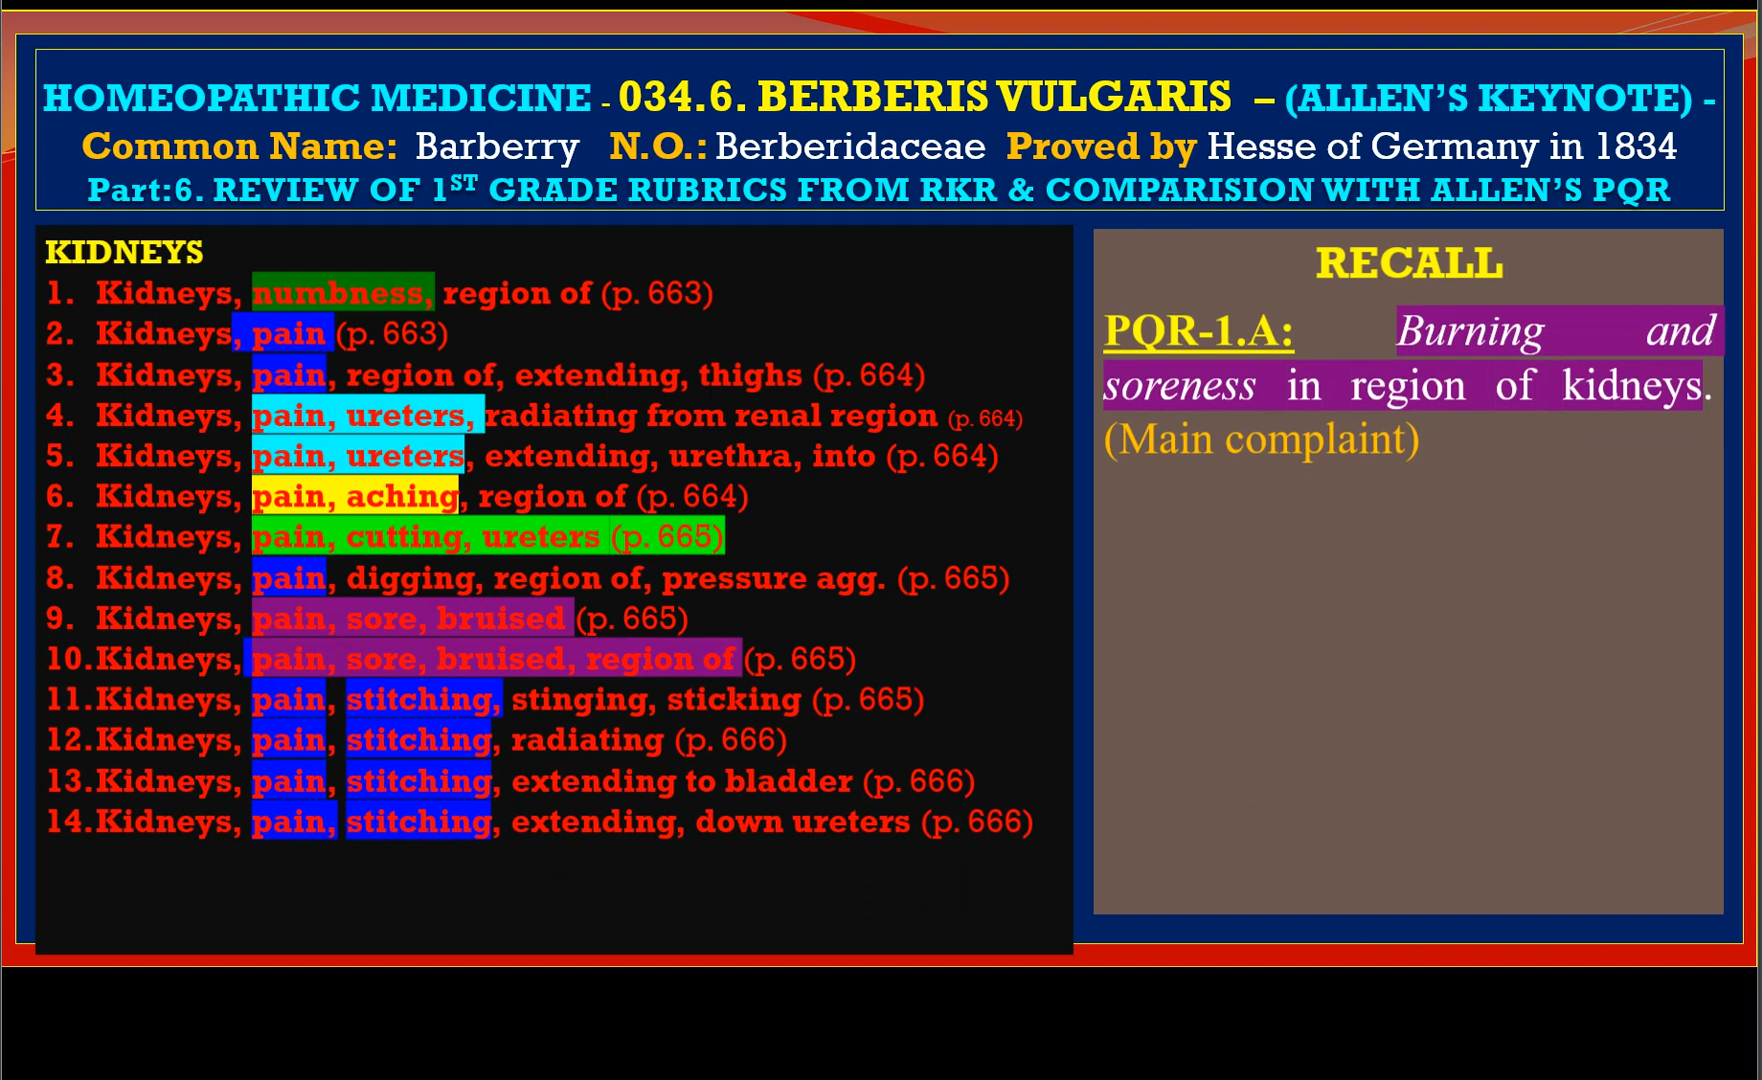 HOMEOPATHIC MEDICINE - 034.6. BERBERIS VULGARIS – (ALLEN’S KEYNOTE) -
Common Name: Barberry N.O.: Berberidaceae Proved by Hesse of Germany in 1834
Part:6. REVIEW OF 1ST GRADE RUBRICS FROM RKR & COMPARISION WITH ALLEN’S PQR
KIDNEYS
1. Kidneys, numbness, region of (p. 663)
2. Kidneys, pain (p. 663)
3. Kidneys, pain, region of, extending, thighs (p. 664)
4. Kidneys, pain, ureters, radiating from renal region (p. 664)
5. Kidneys, pain, ureters, extending, urethra, into (p. 664)
6. Kidneys, pain, aching, region of (p. 664)
7. Kidneys, pain, cutting, ureters (p. 665)
8. Kidneys, pain, digging, region of, pressure agg. (p. 665)
9. Kidneys, pain, sore, bruised (p. 665)
10. Kidneys, pain, sore, bruised, region of (p. 665)
11. Kidneys, pain, stitching, stinging, sticking (p. 665)
12. Kidneys, pain, stitching, radiating (p. 666)
13. Kidneys, pain, stitching, extending to bladder (p. 666)
14. Kidneys, pain, stitching, extending, down ureters (p. 666)
RECALL
PQR-1.A: Burning and
soreness in region of kidneys.
(Main complaint)